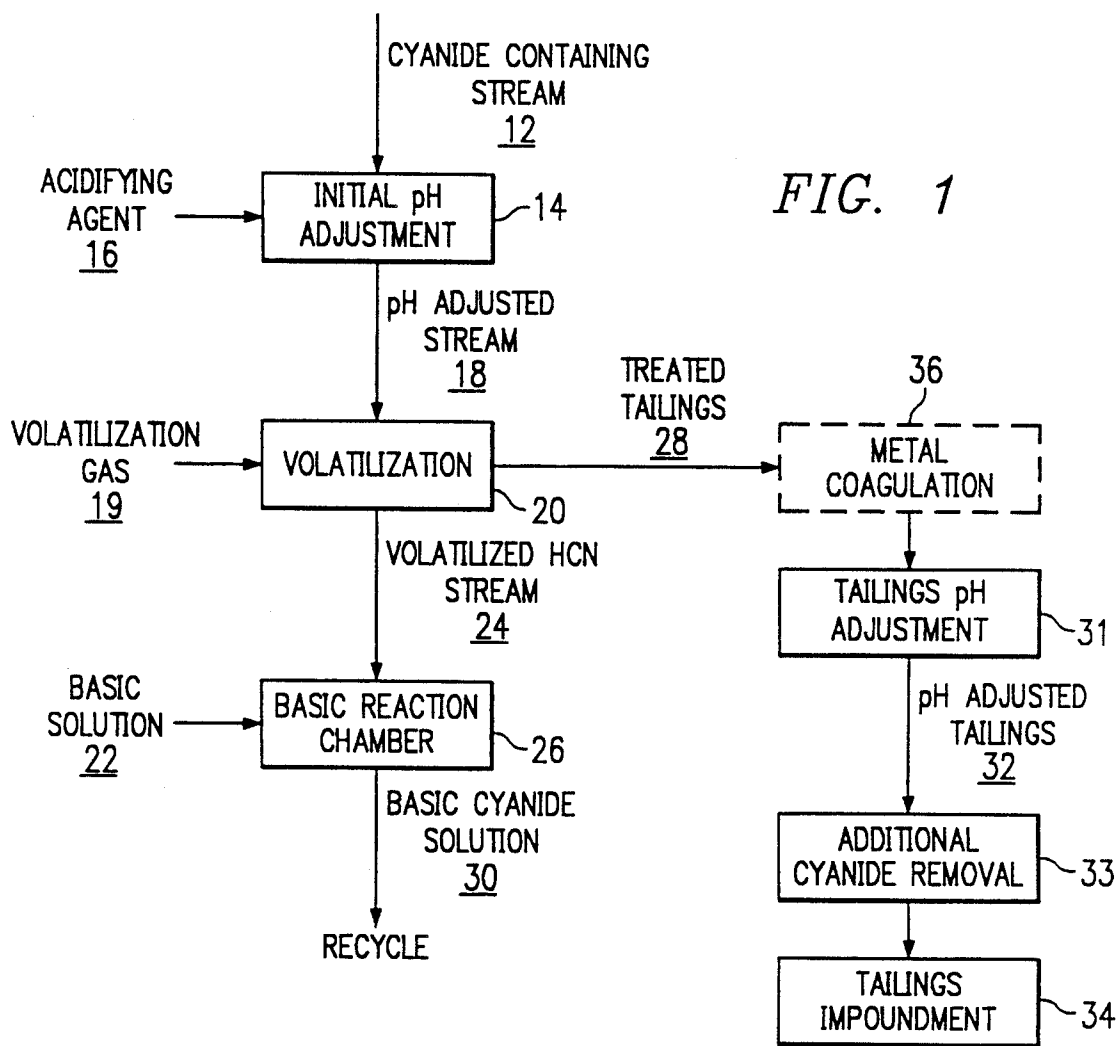 CYANIDE CONTAINING
STREAM
12
ACIDIFYING
AGENT
16
INITIAL pH
ADJUSTMENT
14
FIG. 1
pH ADJUSTED
STREAM
18
VOLATILIZATION
GAS
19
VOLATILIZATION
20
TREATED
TAILINGS
28
36
METAL
COAGULATION
VOLATILIZED HCN
STREAM
24
TAILINGS pH
ADJUSTMENT
31
BASIC
SOLUTION
22
BASIC REACTION
CHAMBER
26
pH ADJUSTED
TAILINGS
32
BASIC CYANIDE
SOLUTION
30
RECYCLE
ADDITIONAL
CYANIDE REMOVAL
33
TAILINGS
IMPOUNDMENT
34